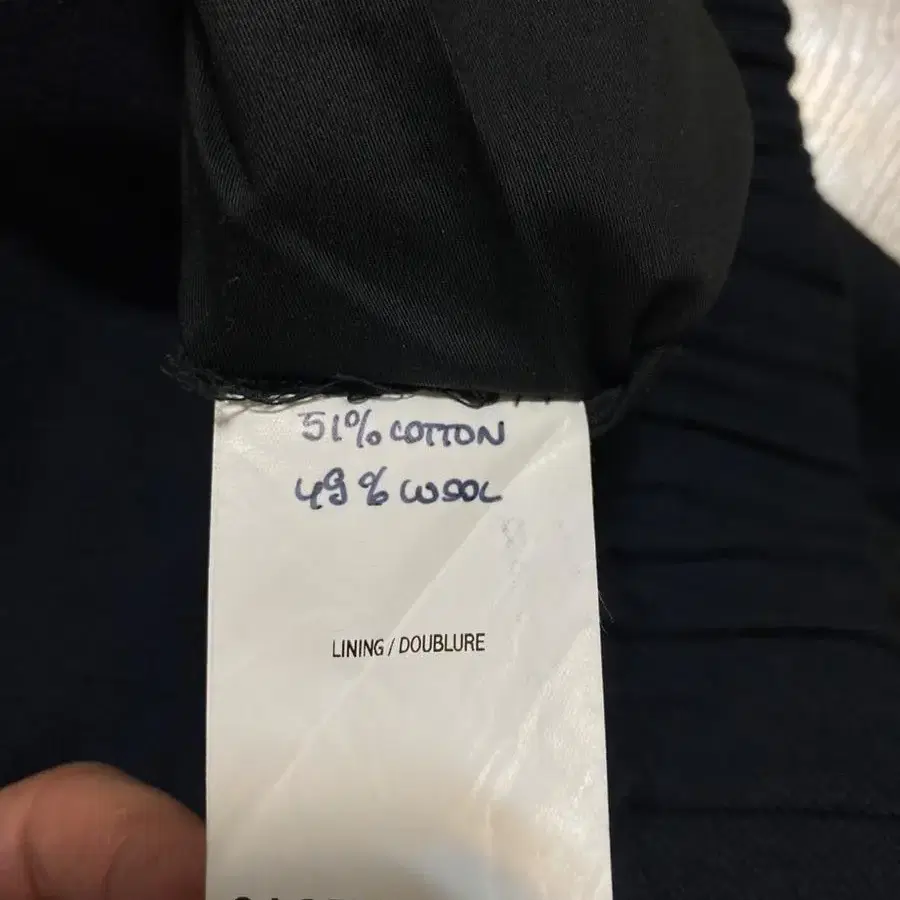 51% COTTON
49% WOOL
LINING / DOUBLURE